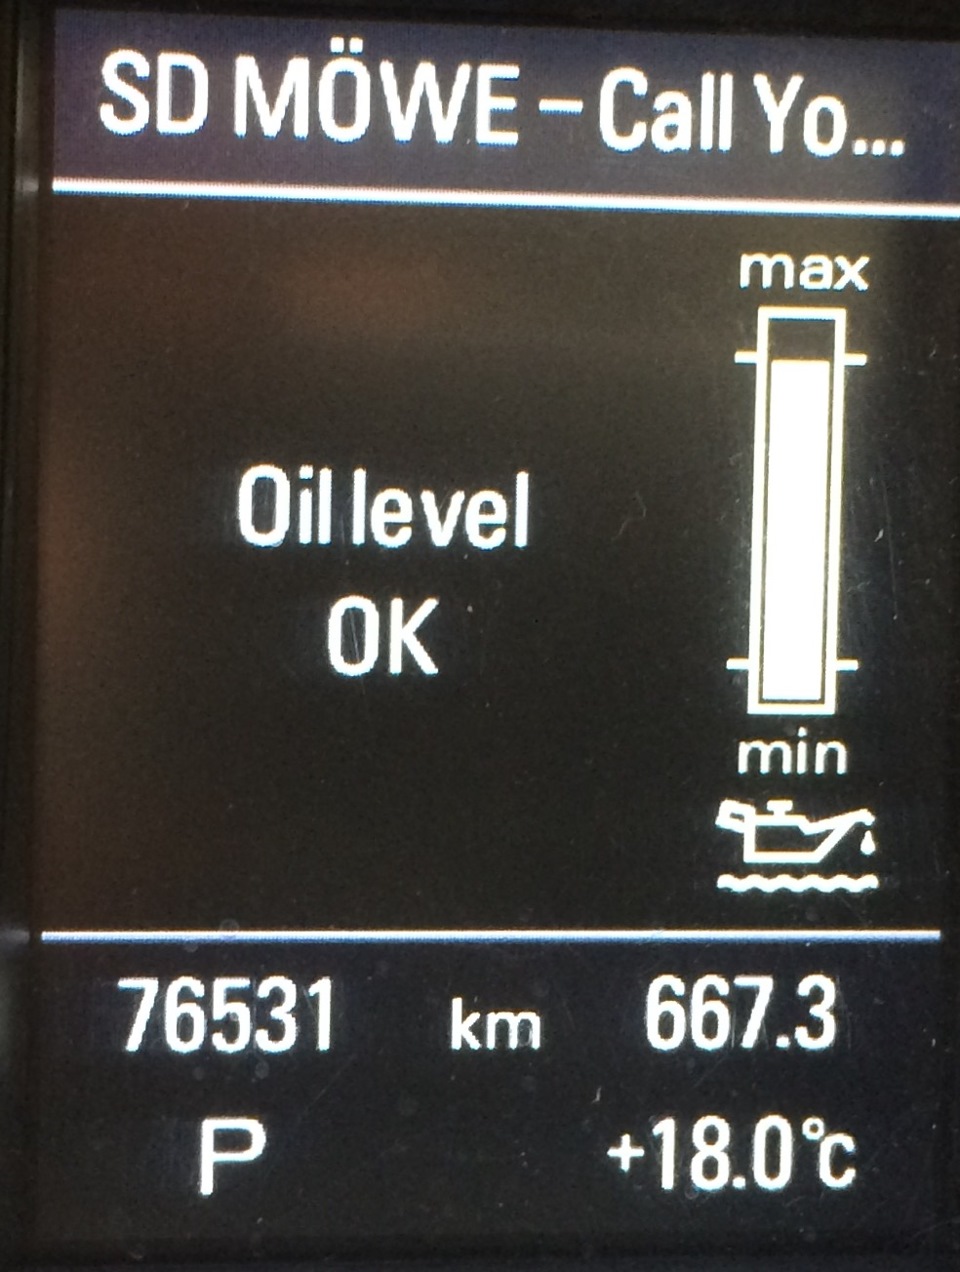 SD MÖWE – Call Yo...
max
Oil level
OK
min
76531 km 667.3
P +18.0°C